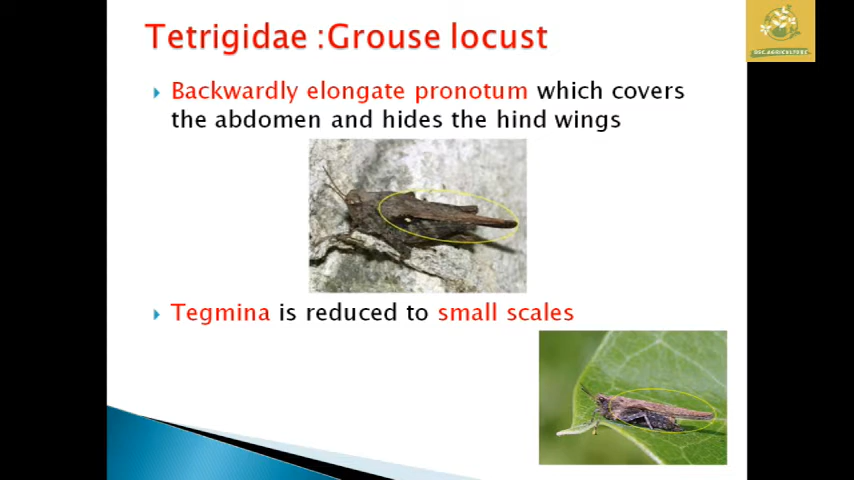 Tetrigidae :Grouse locust
Backwardly elongate pronotum which covers
the abdomen and hides the hind wings
Tegmina is reduced to small scales